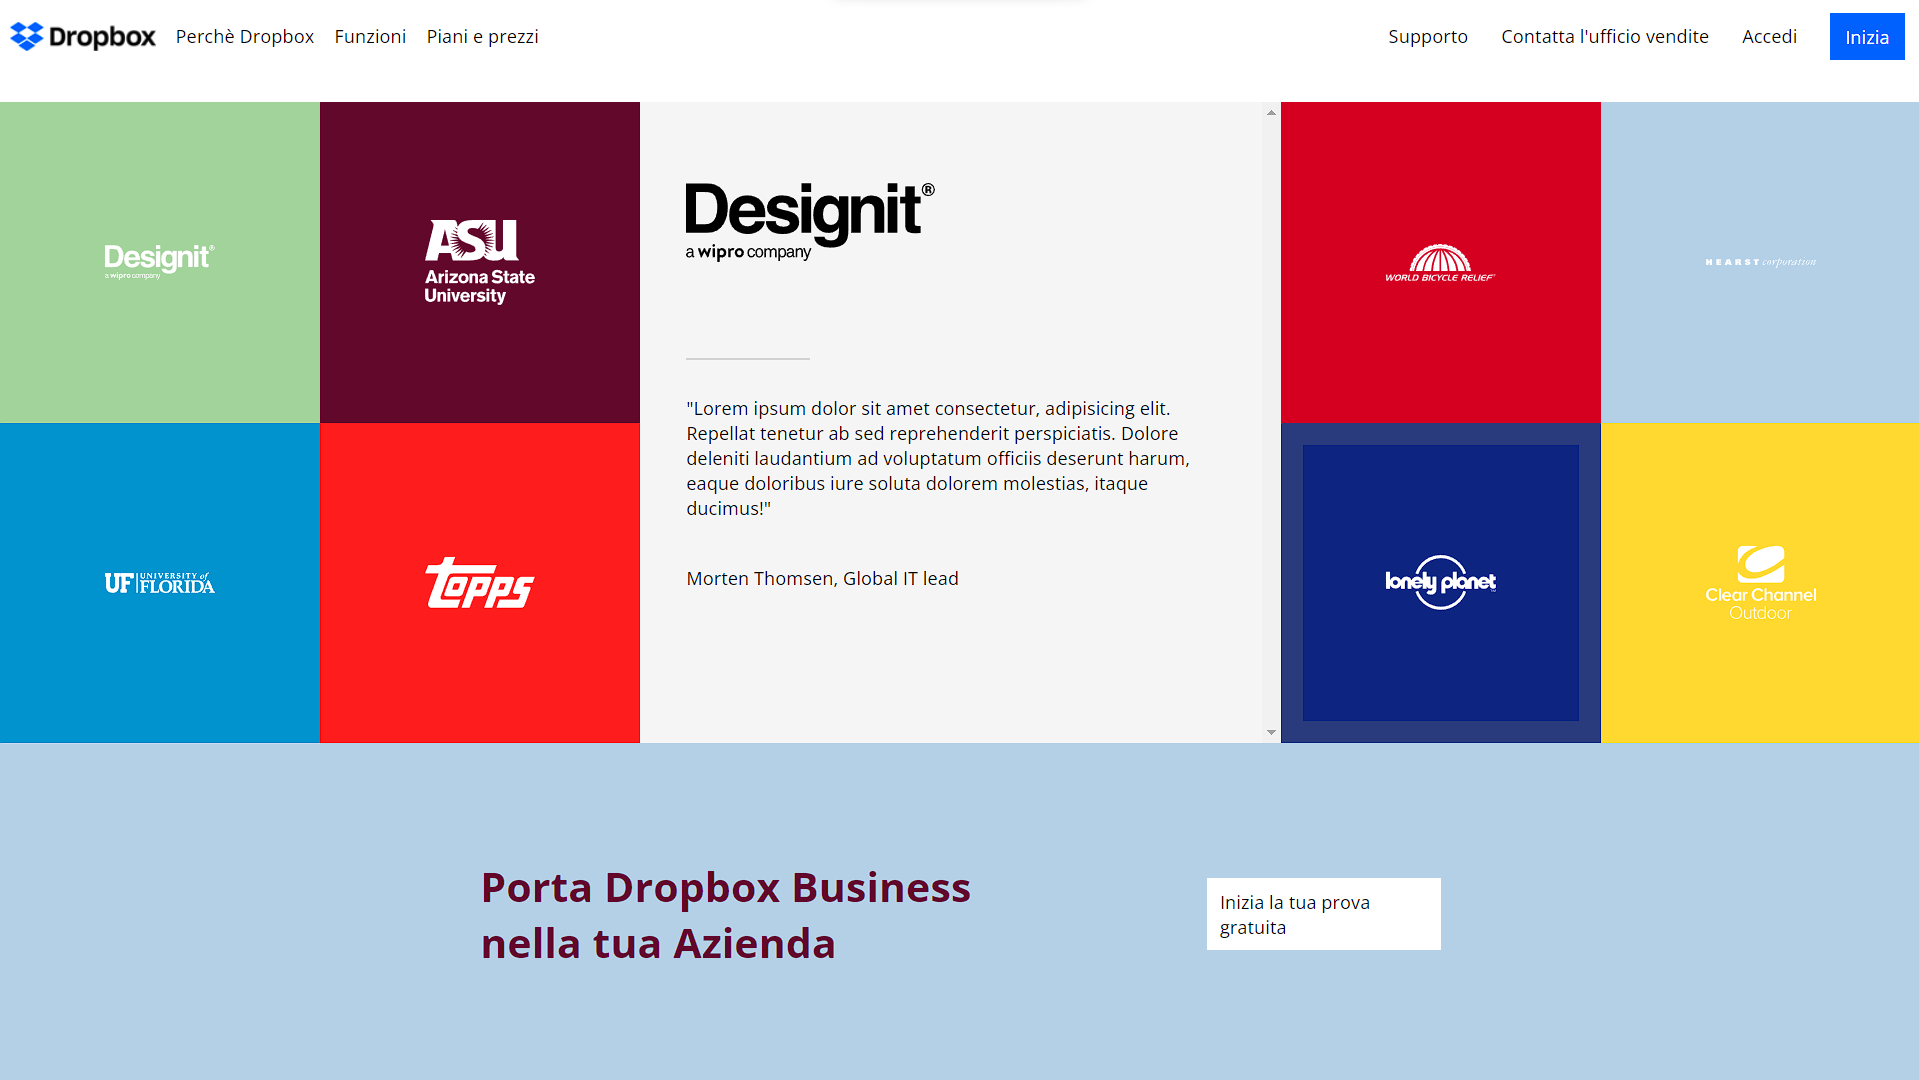 Dropbox
Perchè Dropbox
Funzioni
Piani e prezzi
Supporto
Contatta l'ufficio vendite
Accedi
Inizia
Designit®
a wipro company
ASU
Arizona State
University
Designit®
a wipro company
"Lorem ipsum dolor sit amet consectetur, adipisicing elit.
Repellat tenetur ab sed reprehenderit perspiciatis. Dolore
deleniti laudantium ad voluptatum officiis deserunt harum,
eaque doloribus iure soluta dolorem molestias, itaque
ducimus!"
Morten Thomsen, Global IT lead
WORLD BICYCLE RELIEF
HEARST corporation
UF UNIVERSITY of
FLORIDA
Topps
lonely planet
Clear Channel
Outdoor
Porta Dropbox Business
nella tua Azienda
Inizia la tua prova
gratuita